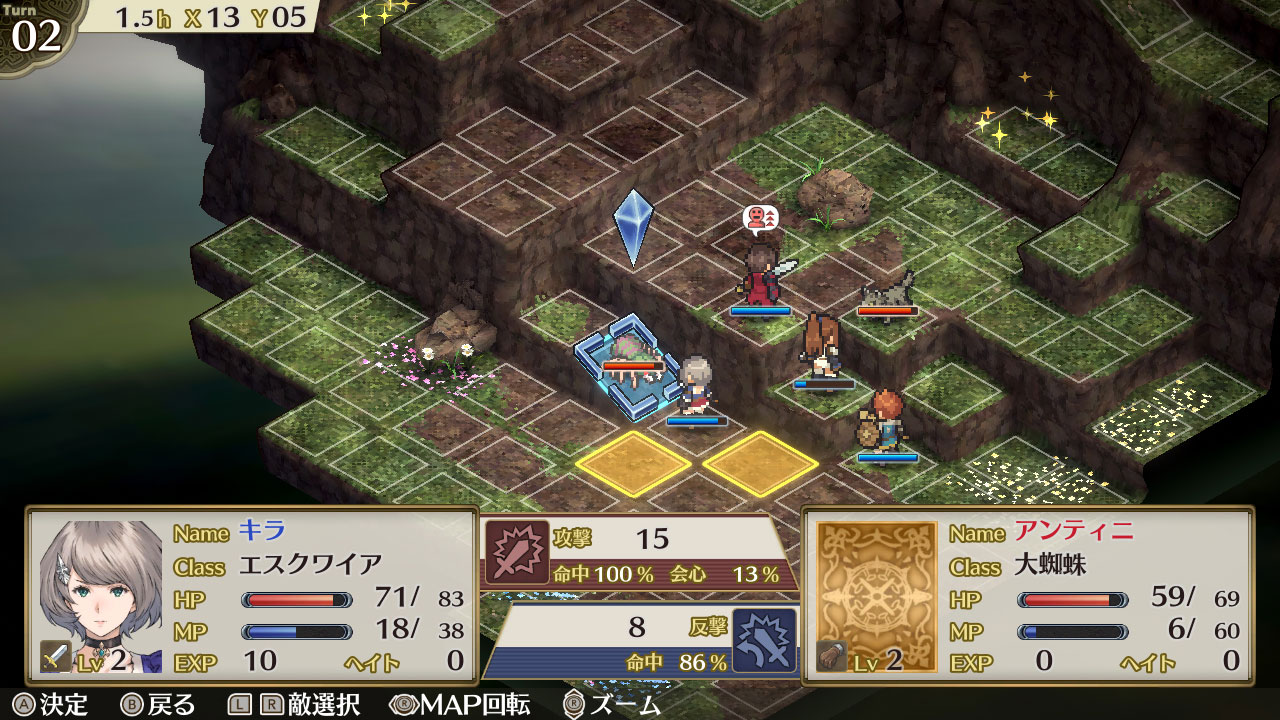 Turn
02
1.5h X13 Y05
Name キラ
Class エスクワイア
HP 71/ 83
MP 18/ 38
Lv 2
EXP 10 ヘイト 0
攻撃 15
命中 100% 会心 13%
8 反撃
命中 86%
Name アンティニ
Class 大蜘蛛
HP 59/ 69
MP 6/ 60
Lv 2
EXP 0 ヘイト 0
A 決定 B 戻る L R 敵選択 R MAP回転 R ズーム